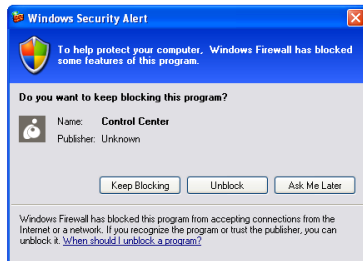 Windows Security Alert
To help protect your computer, Windows Firewall has blocked
some features of this program.
Do you want to keep blocking this program?
Name: Control Center
Publisher: Unknown
Keep Blocking Unblock Ask Me Later
Windows Firewall has blocked this program from accepting connections from the
Internet or a network. If you recognize the program or trust the publisher, you can
unblock it. When should I unblock a program?